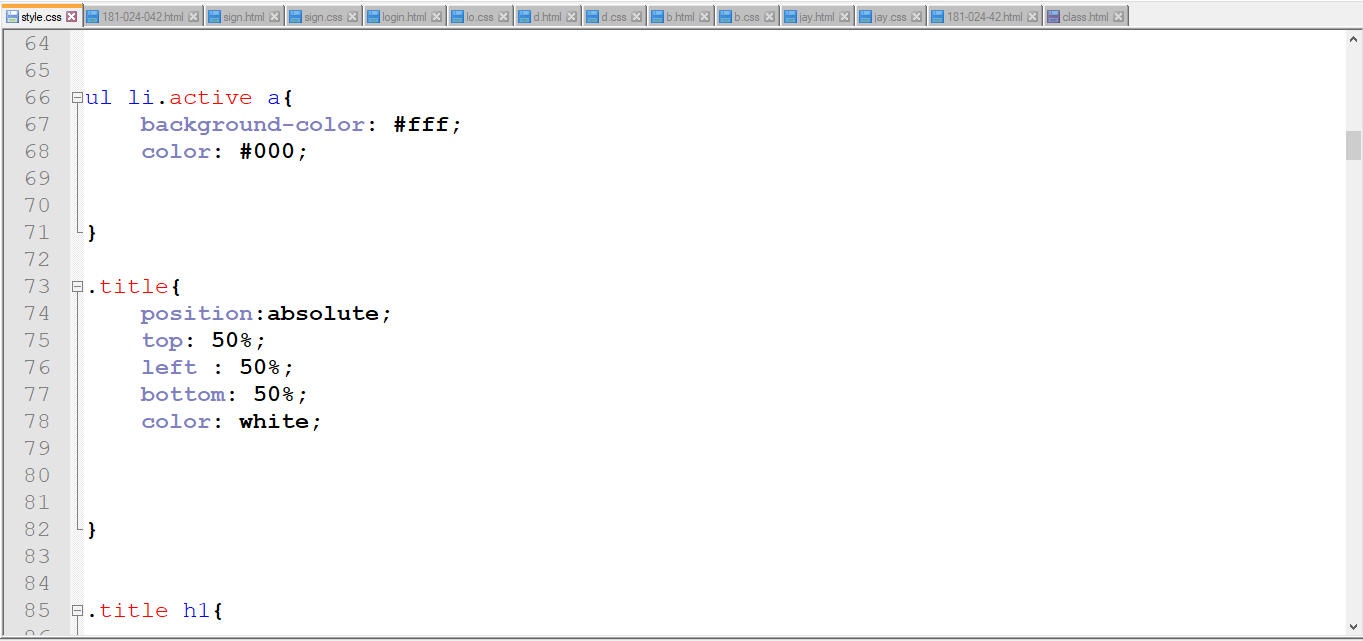 style.css 181-024-042.html sign.html sign.css login.html lo.css d.html d.css b.html b.css jay.html jay.css 181-024-42.html class.html
64
65
66 ul li.active a{
67 background-color: #fff;
68 color: #000;
69
70
71 }
72
73 .title{
74 position:absolute;
75 top: 50%;
76 left : 50%;
77 bottom: 50%;
78 color: white;
79
80
81
82 }
83
84
85 .title h1{